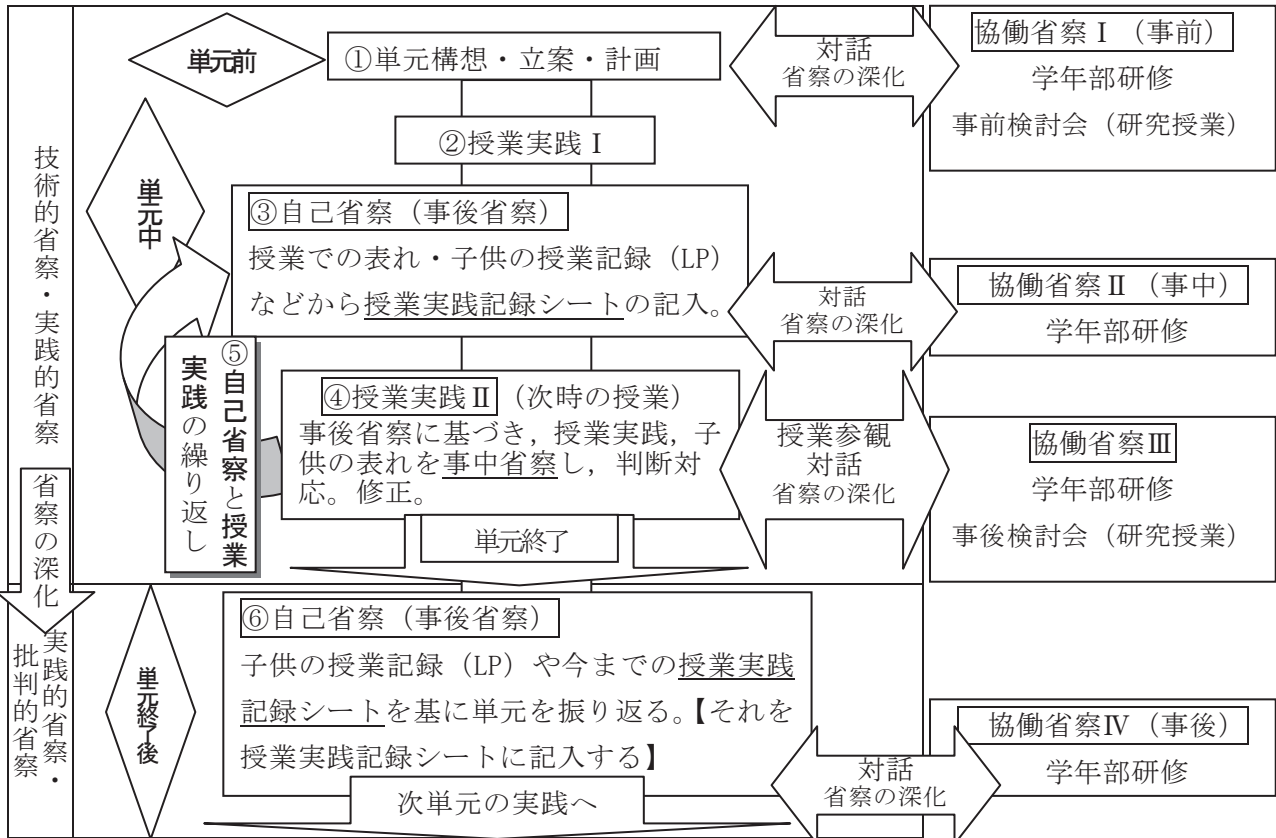 単元前
①単元構想・立案・計画
対話
省察の深化
協働省察Ⅰ（事前）
学年部研修
事前検討会（研究授業）
②授業実践Ⅰ
技術的省察・実践的省察
単元中
③自己省察（事後省察）
授業での表れ・子供の授業記録（LP）
などから授業実践記録シートの記入。
対話
省察の深化
協働省察Ⅱ（事中）
学年部研修
⑤自己省察と授業
実践の繰り返し
④授業実践Ⅱ（次時の授業）
事後省察に基づき，授業実践，子
供の表れを事中省察し，判断対
応。修正。
授業参観
対話
省察の深化
協働省察Ⅲ
学年部研修
事後検討会（研究授業）
単元終了
省察の深化
実践的省察・
批判的省察
単元終了後
⑥自己省察（事後省察）
子供の授業記録（LP）や今までの授業実践
記録シートを基に単元を振り返る。【それを
授業実践記録シートに記入する】
対話
省察の深化
協働省察Ⅳ（事後）
学年部研修
次単元の実践へ